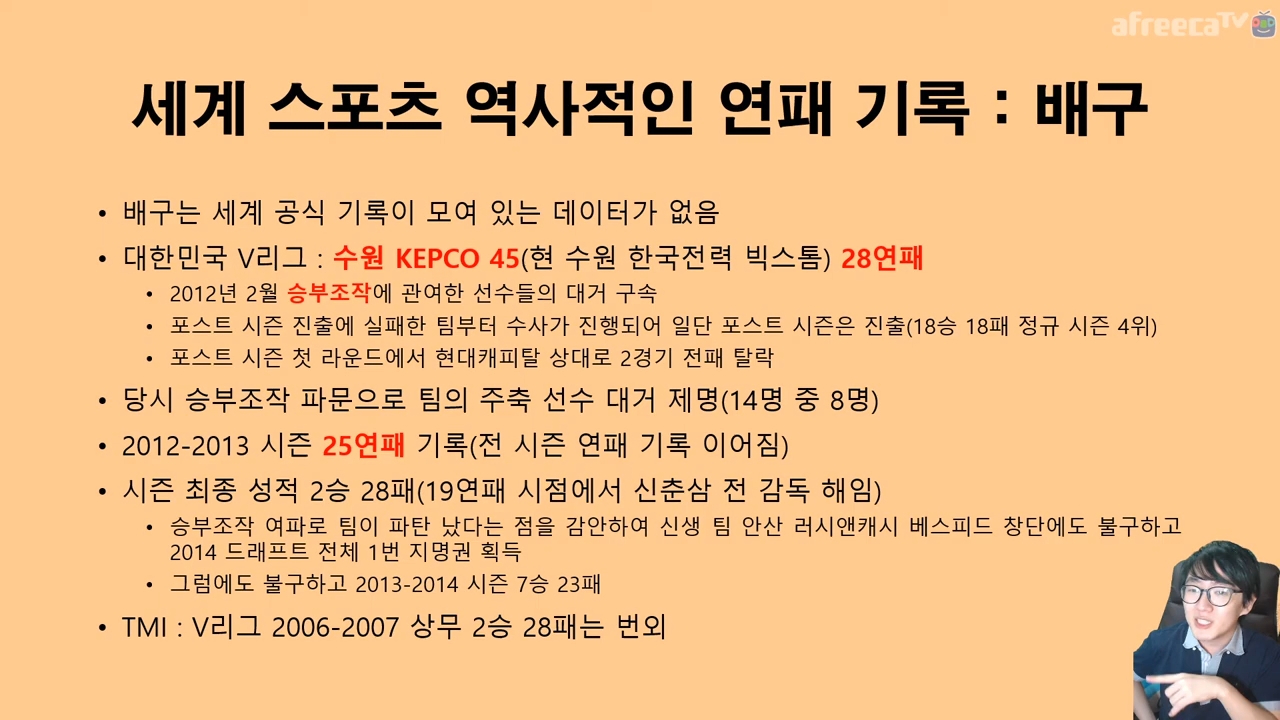 afreecaTV
세계 스포츠 역사적인 연패 기록 : 배구
• 배구는 세계 공식 기록이 모여 있는 데이터가 없음
• 대한민국 V리그 : 수원 KEPCO 45(현 수원 한국전력 빅스톰) 28연패
• 2012년 2월 승부조작에 관여한 선수들의 대거 구속
• 포스트 시즌 진출에 실패한 팀부터 수사가 진행되어 일단 포스트 시즌은 진출(18승 18패 정규 시즌 4위)
• 포스트 시즌 첫 라운드에서 현대캐피탈 상대로 2경기 전패 탈락
• 당시 승부조작 파문으로 팀의 주축 선수 대거 제명(14명 중 8명)
• 2012-2013 시즌 25연패 기록(전 시즌 연패 기록 이어짐)
• 시즌 최종 성적 2승 28패(19연패 시점에서 신춘삼 전 감독 해임)
• 승부조작 여파로 팀이 파탄 났다는 점을 감안하여 신생 팀 안산 러시앤캐시 베스피드 창단에도 불구하고
2014 드래프트 전체 1번 지명권 획득
• 그럼에도 불구하고 2013-2014 시즌 7승 23패
• TMI : V리그 2006-2007 상무 2승 28패는 번외